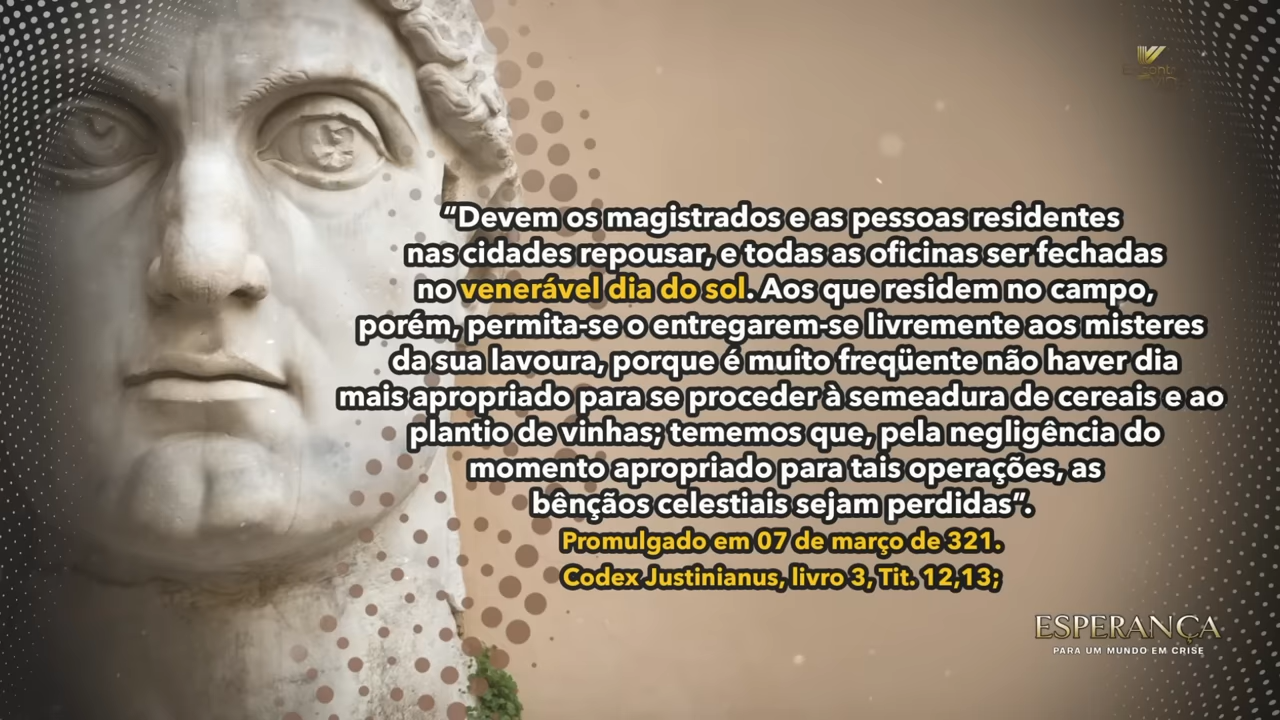 “Devem os magistrados e as pessoas residentes
nas cidades repousar, e todas as oficinas ser fechadas
no venerável dia do sol. Aos que residem no campo,
porém, permita-se o entregarem-se livremente aos misteres
da sua lavoura, porque é muito freqüente não haver dia
mais apropriado para se proceder à semeadura de cereais e ao
plantio de vinhas; tememos que, pela negligência do
momento apropriado para tais operações, as
bênçãos celestiais sejam perdidas”.
Promulgado em 07 de março de 321.
Codex Justinianus, livro 3, Tit. 12,13;
ESPERANÇA
PARA UM MUNDO EM CRISE